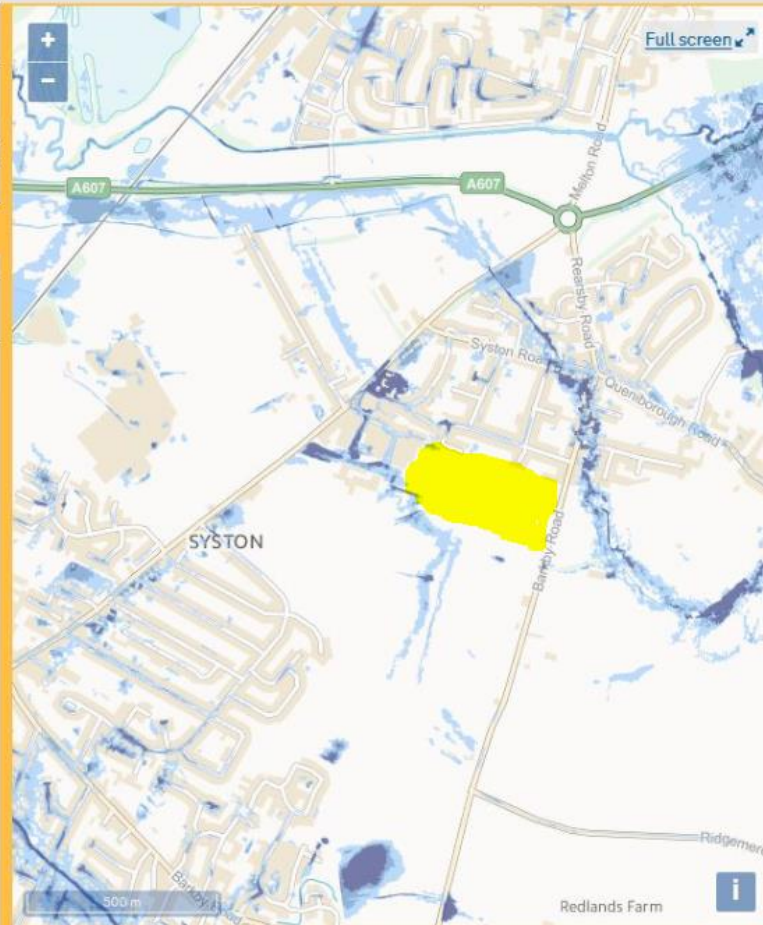 +
Full screen
−
A607
A607
Melton Road
Rearsby Road
Syston Road
Queniborough Road
SYSTON
Barkby Road
Barkby Road
500 m
Redlands Farm
Ridgemere
i